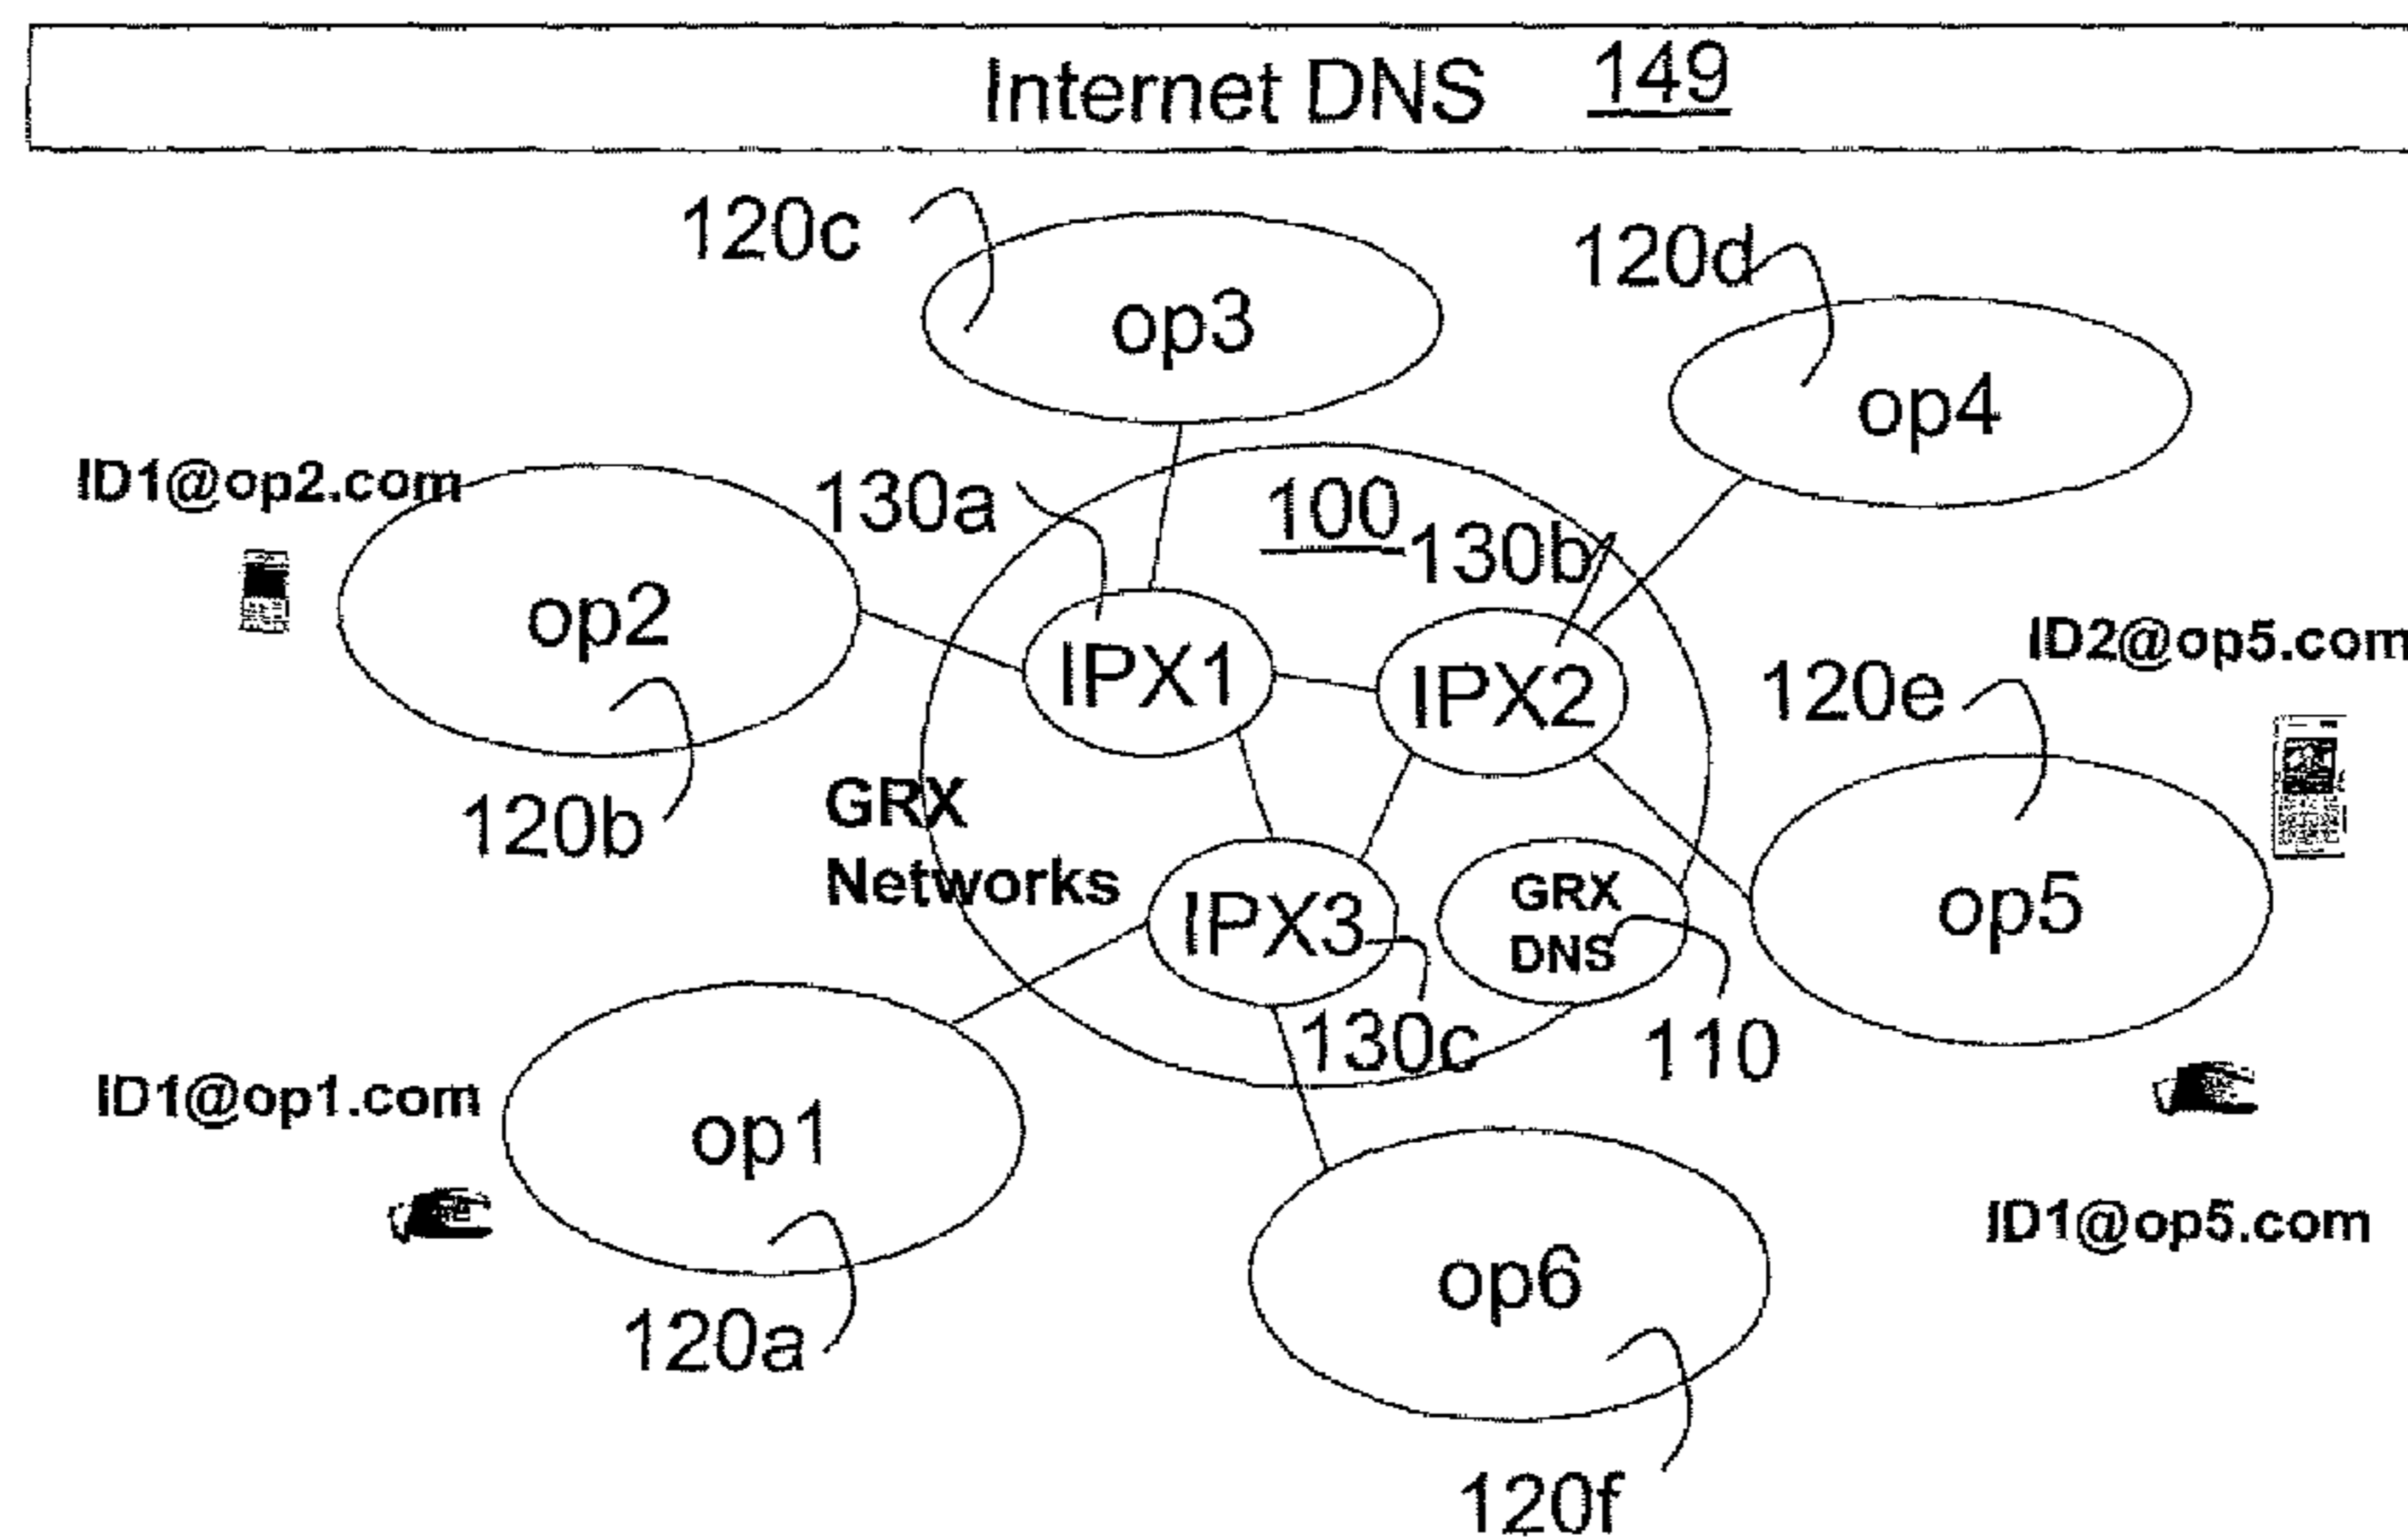 Internet DNS 149
120c
op3
120d
op4
ID1@op2.com
130a
100
130b
op2
IPX1
IPX2
ID2@op5.com
120e
120b
GRX
Networks
IPX3
GRX
DNS
op5
130c
110
ID1@op1.com
op1
ID1@op5.com
op6
120a
120f